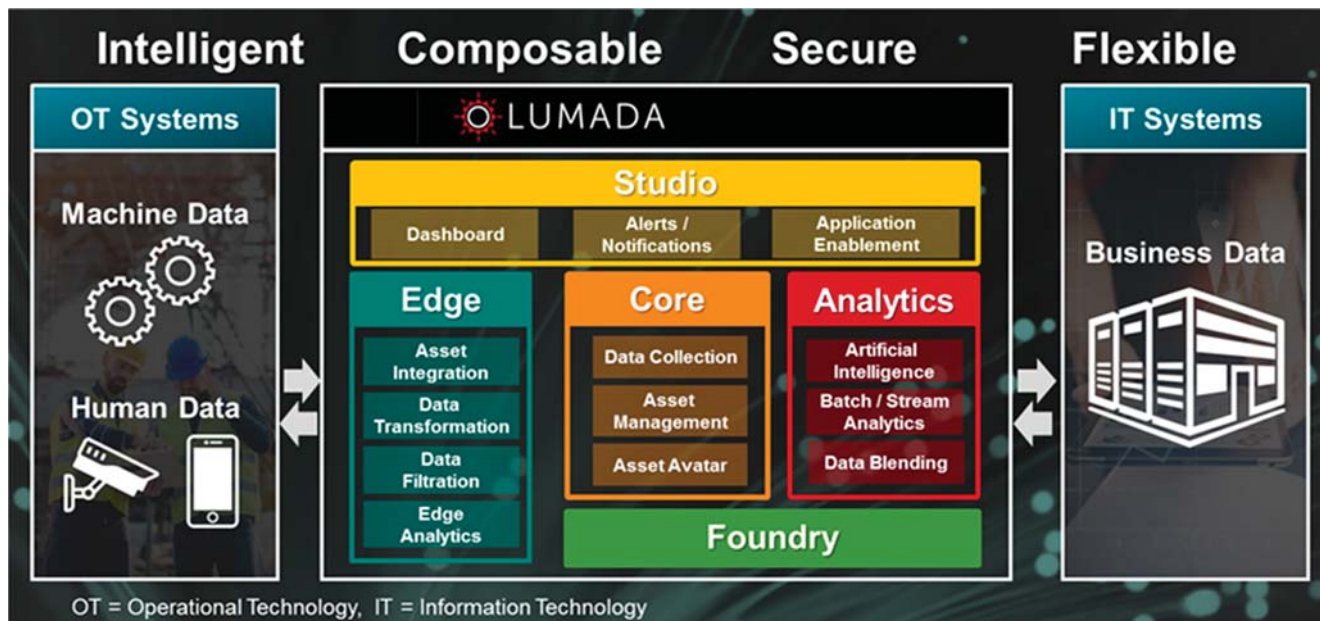 Intelligent Composable Secure Flexible
OT Systems
Machine Data
Human Data
LUMADA
Studio
Dashboard
Alerts /
Notifications
Application
Enablement
Edge
Asset
Integration
Data
Transformation
Data
Filtration
Edge
Analytics
Core
Data Collection
Asset
Management
Asset Avatar
Analytics
Artificial
Intelligence
Batch / Stream
Analytics
Data Blending
Foundry
IT Systems
Business Data
OT = Operational Technology, IT = Information Technology